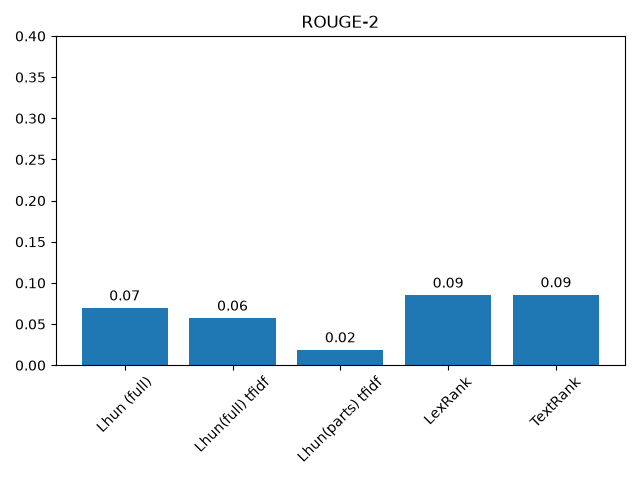 ROUGE-2
0.40
0.35
0.30
0.25
0.20
0.15
0.10
0.05
0.00
0.07
0.06
0.02
0.09
0.09
Lhun (full)
Lhun(full) tfidf
Lhun(parts) tfidf
LexRank
TextRank